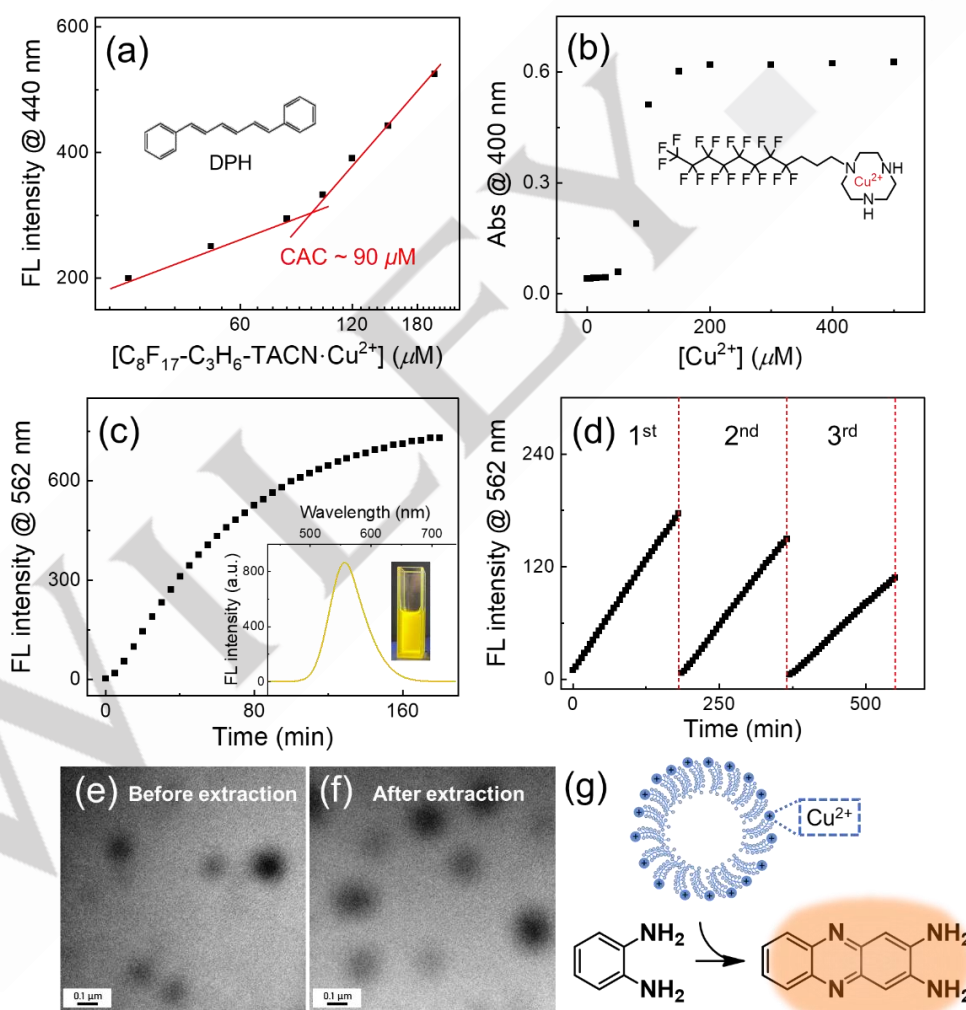 (a)
600
400
200
FL intensity @ 440 nm
DPH
CAC ~ 90 μM
60
120
180
[C₈F₁₇-C₃H₆-TACN·Cu²⁺] (μM)
(b)
0.6
0.3
0.0
Abs @ 400 nm
F F F F F F F F
F
F
F F F F F F F
N
NH
Cu²⁺
N
H
0
200
400
[Cu²⁺] (μM)
(c)
600
300
0
FL intensity @ 562 nm
Wavelength (nm)
500
600
700
800
400
0
FL intensity (a.u.)
0
80
160
Time (min)
(d)
1ˢᵗ
2ⁿᵈ
3ʳᵈ
240
120
0
FL intensity @ 562 nm
0
250
500
Time (min)
(e) Before extraction
0.1 μm
(f) After extraction
0.1 μm
(g)
Cu²⁺
NH₂
NH₂
N
N
NH₂
NH₂
WILEY